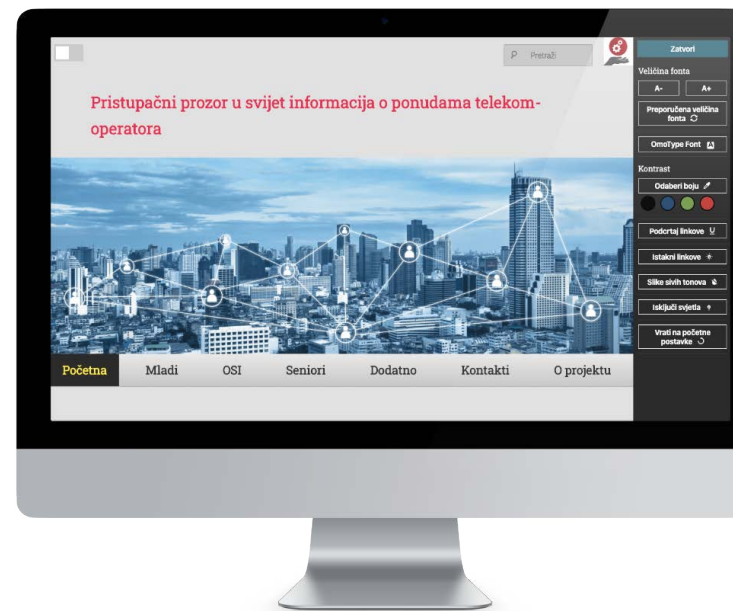 Pretraži
Pristupačni prozor u svijet informacija o ponudama telekom-
operatora
Početna Mladi OSI Seniori Dodatno Kontakti O projektu
Zatvori
Veličina fonta
A- A+
Preporučena veličina
fonta
OmoType Font A
Kontrast
Odaberi boju
Podcrtaj linkove U
Istakni linkove
Slike sivih tonova
Isključi svjetla
Vrati na početne
postavke